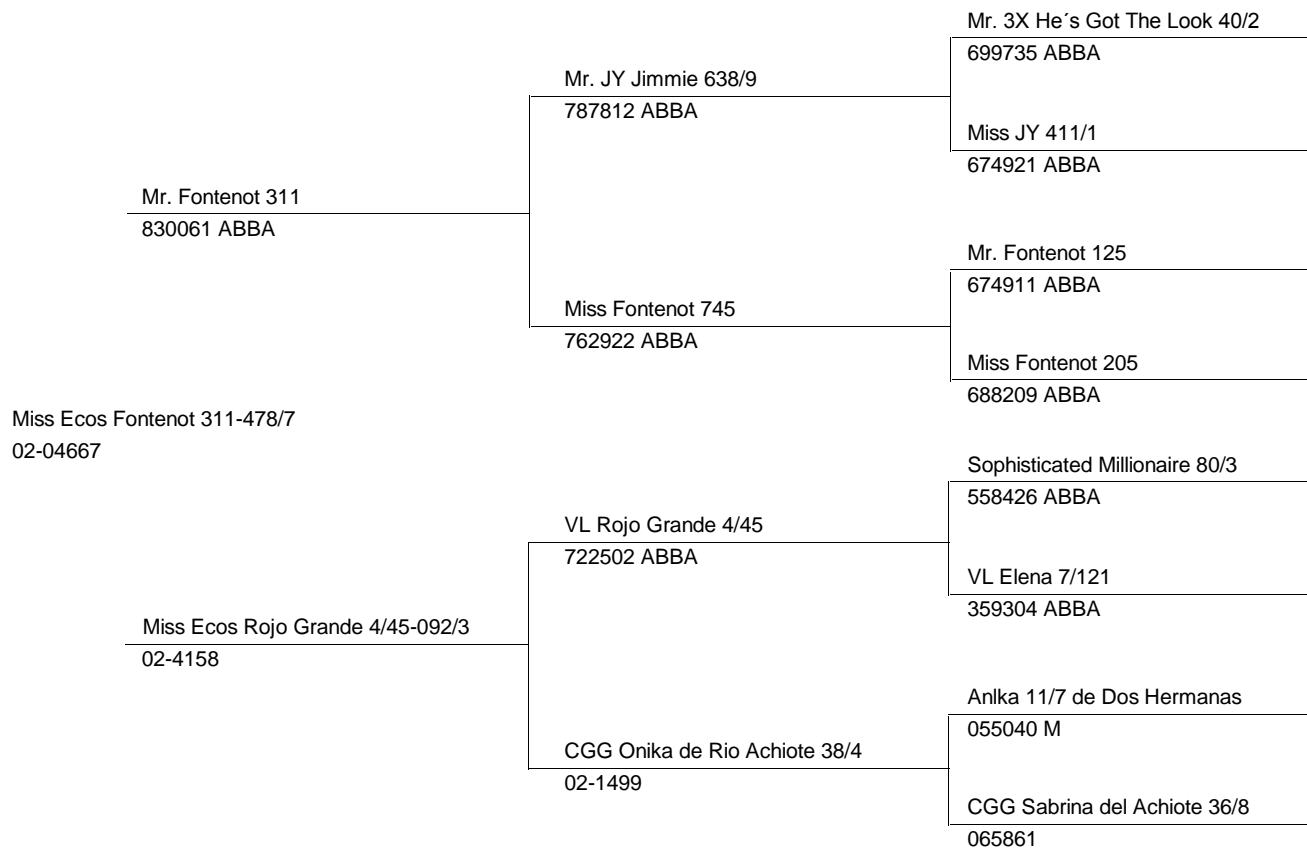 Mr. 3X He´s Got The Look 40/2
699735 ABBA
Mr. JY Jimmie 638/9
787812 ABBA
Miss JY 411/1
674921 ABBA
Mr. Fontenot 311
830061 ABBA
Mr. Fontenot 125
674911 ABBA
Miss Fontenot 745
762922 ABBA
Miss Fontenot 205
688209 ABBA
Miss Ecos Fontenot 311-478/7
02-04667
Sophisticated Millionaire 80/3
558426 ABBA
VL Rojo Grande 4/45
722502 ABBA
VL Elena 7/121
359304 ABBA
Miss Ecos Rojo Grande 4/45-092/3
02-4158
Anlka 11/7 de Dos Hermanas
055040 M
CGG Onika de Rio Achiote 38/4
02-1499
CGG Sabrina del Achiote 36/8
065861